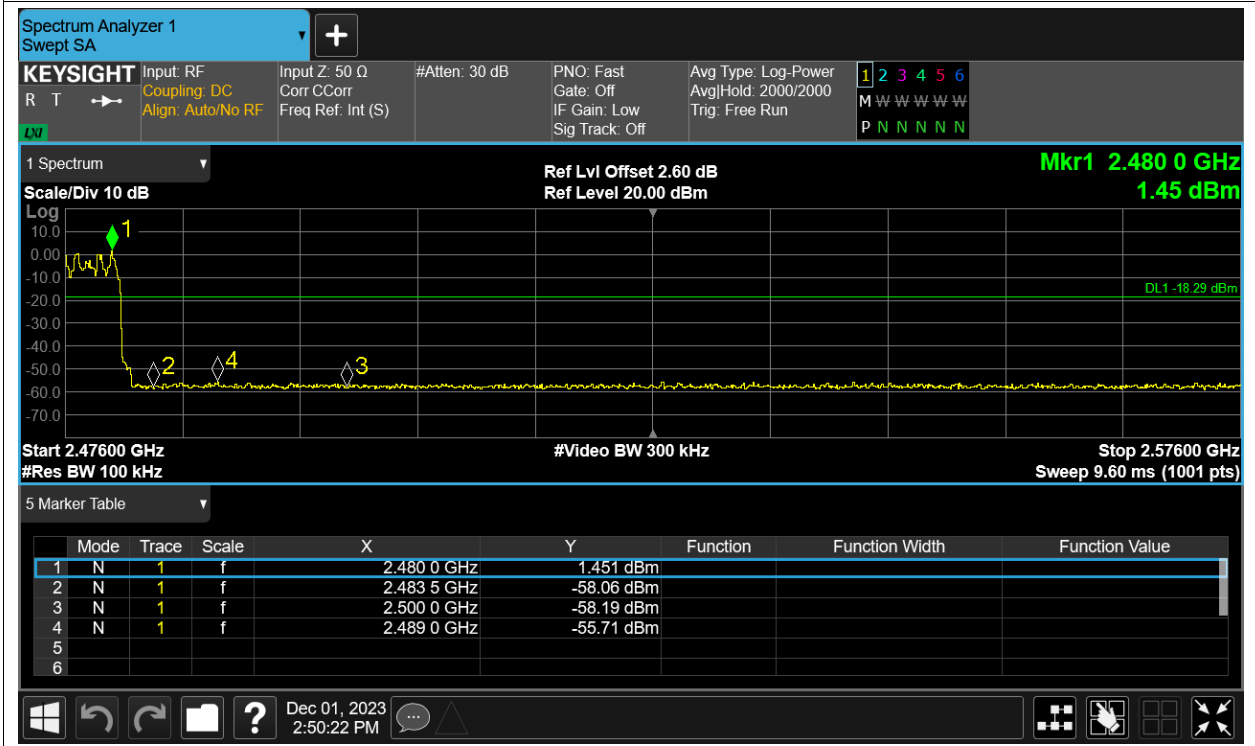 Spectrum Analyzer 1
Swept SA
+
KEYSIGHT Input: RF Input Z: 50 Ω #Atten: 30 dB PNO: Fast Avg Type: Log-Power 1 2 3 4 5 6
R T Coupling: DC Corr CCorr Gate: Off Avg|Hold: 2000/2000 M W W W W W
Align: Auto/No RF Freq Ref: Int (S) IF Gain: Low Trig: Free Run
LXI Sig Track: Off P N N N N N
1 Spectrum Ref Lvl Offset 2.60 dB Mkr1 2.480 0 GHz
Scale/Div 10 dB Ref Level 20.00 dBm 1.45 dBm
Log
10.0 1
0.00
-10.0
DL1 -18.29 dBm
-20.0
-30.0
-40.0
-50.0 2 4 3
-60.0
-70.0
Start 2.47600 GHz #Video BW 300 kHz Stop 2.57600 GHz
#Res BW 100 kHz Sweep 9.60 ms (1001 pts)
5 Marker Table
Mode Trace Scale X Y Function Function Width Function Value
1 N 1 f 2.480 0 GHz 1.451 dBm
2 N 1 f 2.483 5 GHz -58.06 dBm
3 N 1 f 2.500 0 GHz -58.19 dBm
4 N 1 f 2.489 0 GHz -55.71 dBm
5
6
? Dec 01, 2023
2:50:22 PM